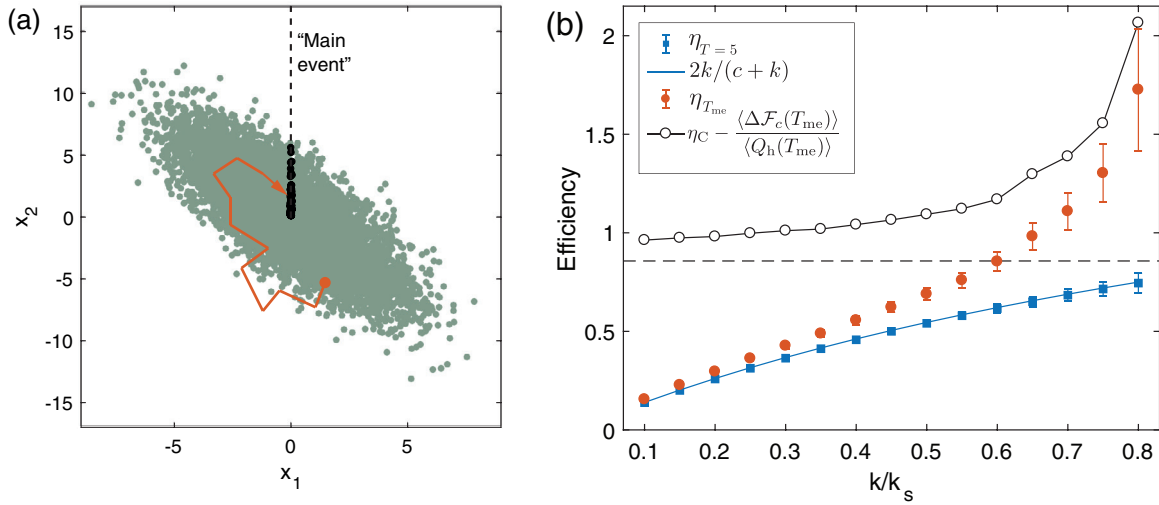 (a)
15
10
5
0
-5
-10
-15
x₂
-5
0
5
x₁
“Main
event”
(b)
2
1.5
1
0.5
0
Efficiency
η_{T = 5}
2k/(c + k)
η_{T_me}
η_C − ⟨Δℱ_c(T_me)⟩ / ⟨Q_h(T_me)⟩
0.1 0.2 0.3 0.4 0.5 0.6 0.7 0.8
k/k_s